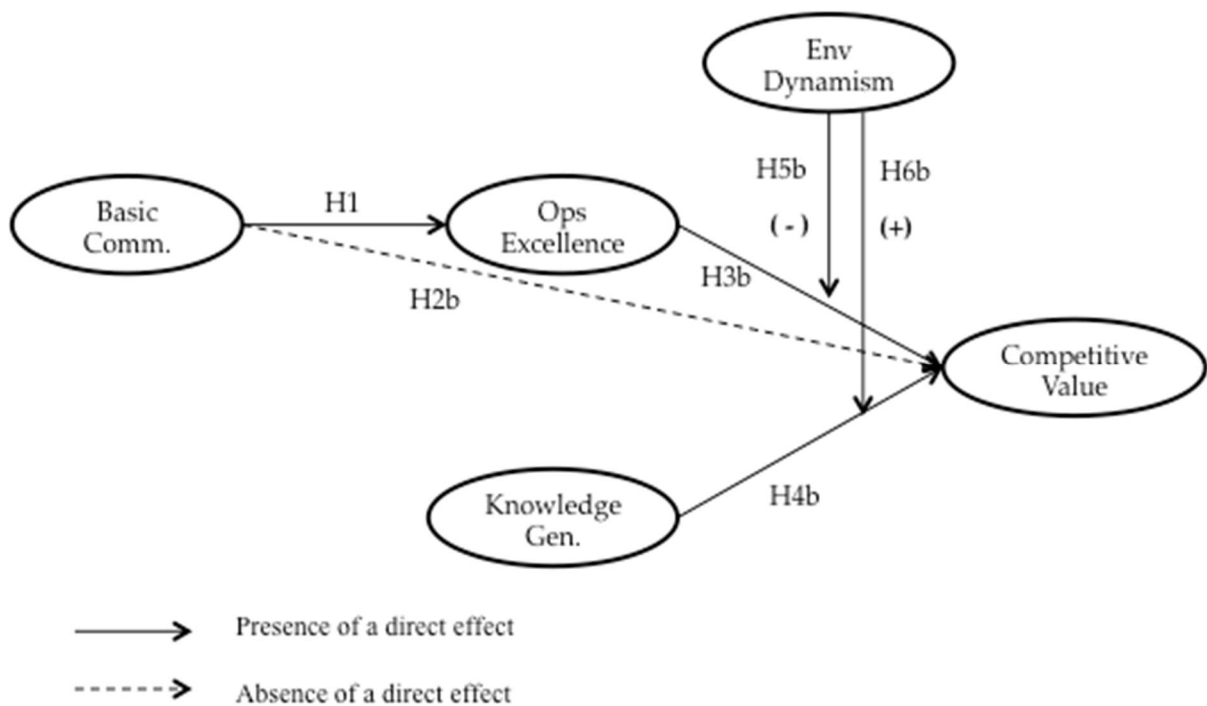 Env
Dynamism
H5b
H6b
( - )
(+)
Basic
Comm.
H1
Ops
Excellence
H3b
H2b
Competitive
Value
Knowledge
Gen.
H4b
Presence of a direct effect
Absence of a direct effect